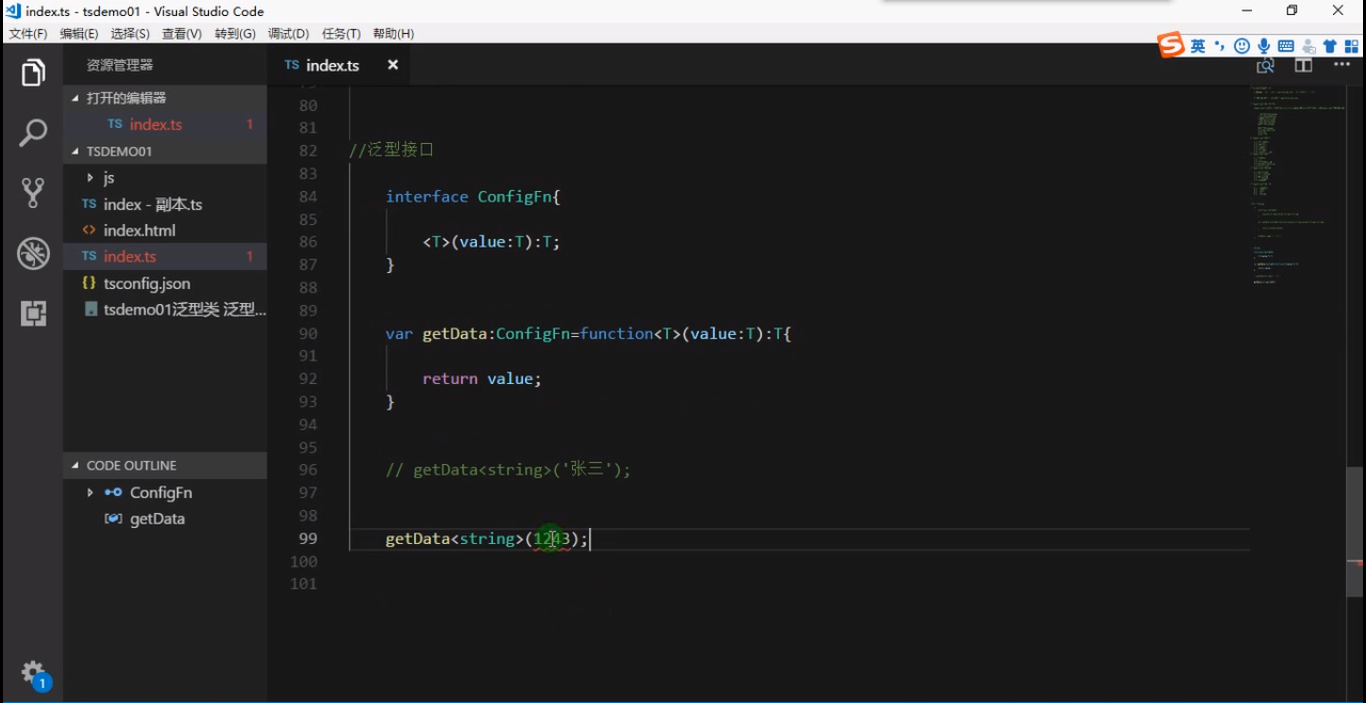 index.ts - tsdemo01 - Visual Studio Code
文件(F) 编辑(E) 选择(S) 查看(V) 转到(G) 调试(D) 任务(T) 帮助(H)
英
资源管理器
TS index.ts
打开的编辑器
TS index.ts 1
TSDEMO01
js
TS index - 副本.ts
<> index.html
TS index.ts 1
{} tsconfig.json
tsdemo01泛型类 泛型...
CODE OUTLINE
ConfigFn
getData
1
80
81
82 //泛型接口
83
84 interface ConfigFn{
85
86 <T>(value:T):T;
87 }
88
89
90 var getData:ConfigFn=function<T>(value:T):T{
91
92 return value;
93 }
94
95
96 // getData<string>('张三');
97
98
99 getData<string>(1243);
100
101